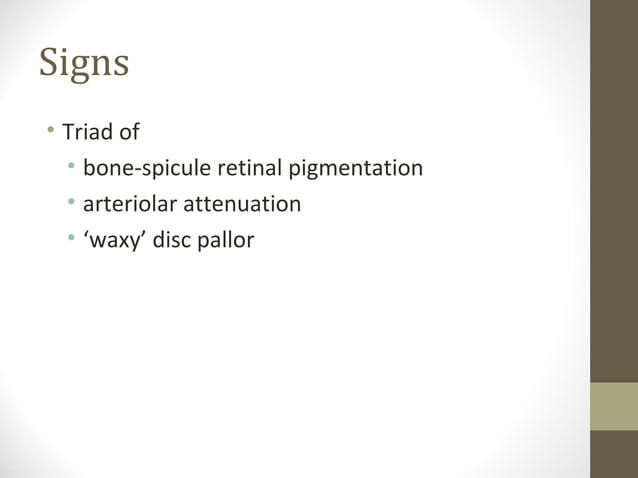 Signs
• Triad of
• bone-spicule retinal pigmentation
• arteriolar attenuation
• ‘waxy’ disc pallor